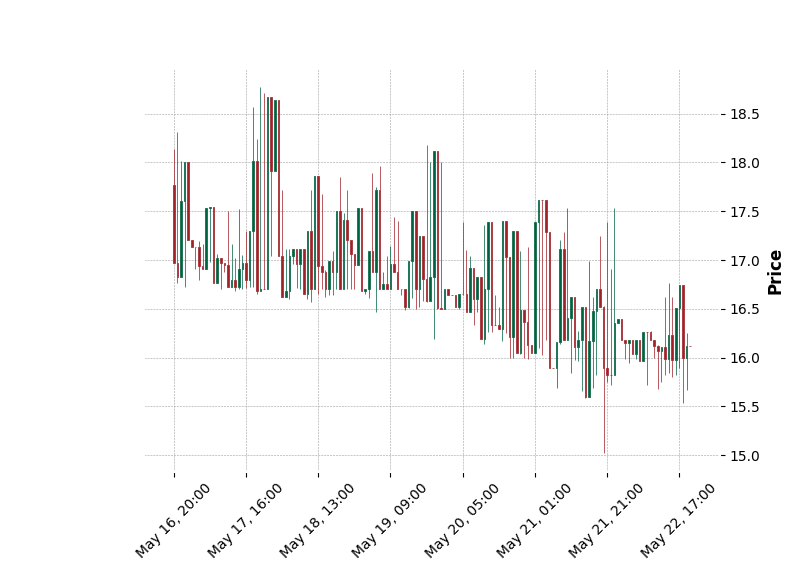 18.5
18.0
17.5
17.0
16.5
16.0
15.5
15.0
Price
May 16, 20:00
May 17, 16:00
May 18, 13:00
May 19, 09:00
May 20, 05:00
May 21, 01:00
May 21, 21:00
May 22, 17:00